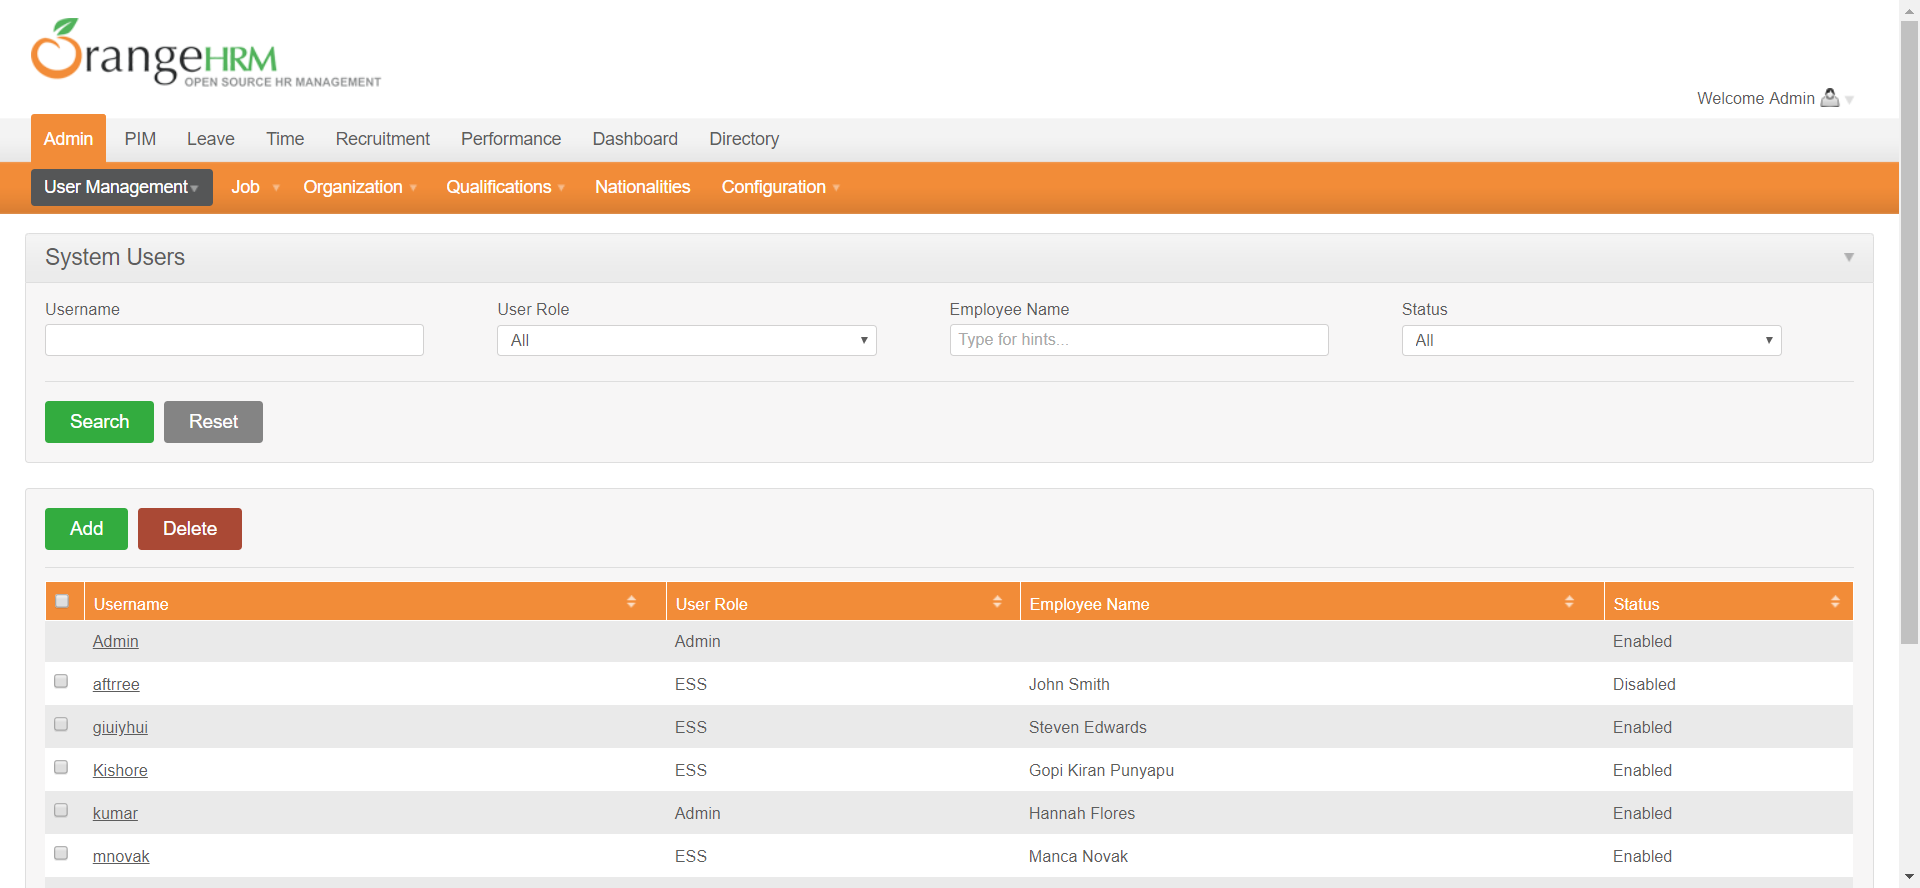 OrangeHRM
OPEN SOURCE HR MANAGEMENT
Welcome Admin
Admin PIM Leave Time Recruitment Performance Dashboard Directory
User Management Job Organization Qualifications Nationalities Configuration
System Users
Username User Role Employee Name Status
All Type for hints... All
Search Reset
Add Delete
Username User Role Employee Name Status
Admin Admin Enabled
aftrree ESS John Smith Disabled
giuiyhui ESS Steven Edwards Enabled
Kishore ESS Gopi Kiran Punyapu Enabled
kumar Admin Hannah Flores Enabled
mnovak ESS Manca Novak Enabled